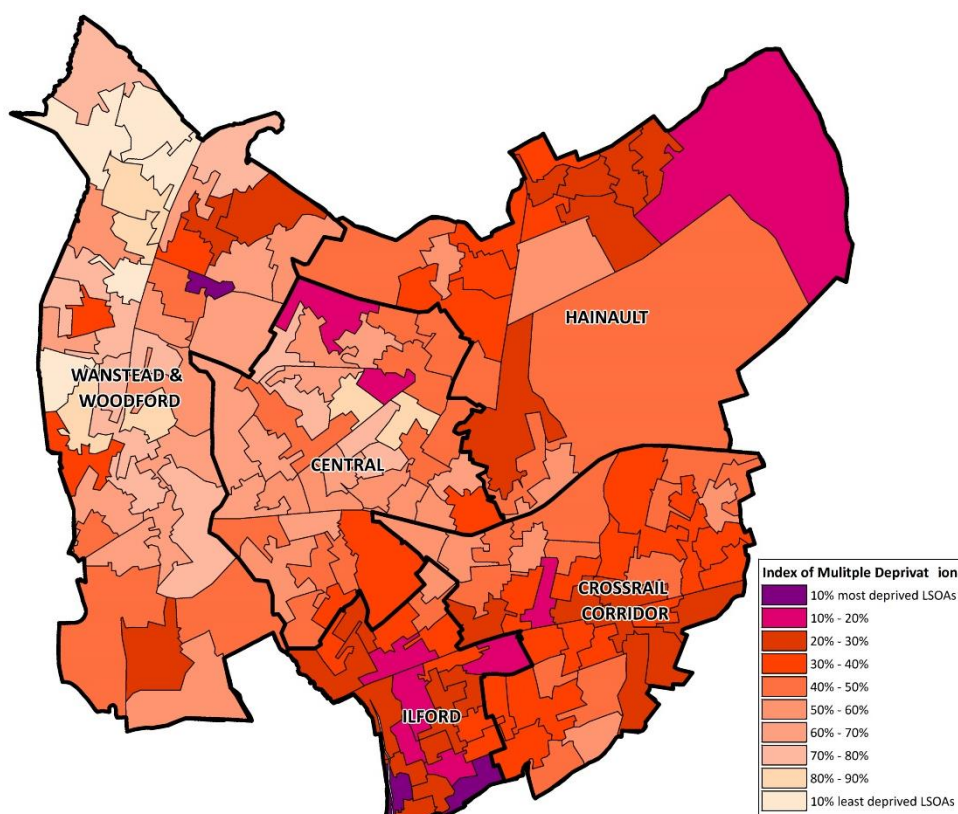 HAINAULT
WANSTEAD &
WOODFORD
CENTRAL
CROSSRAIL
CORRIDOR
ILFORD
Index of Mulitple Deprivat ion
10% most deprived LSOAs
10% - 20%
20% - 30%
30% - 40%
40% - 50%
50% - 60%
60% - 70%
70% - 80%
80% - 90%
10% least deprived LSOAs